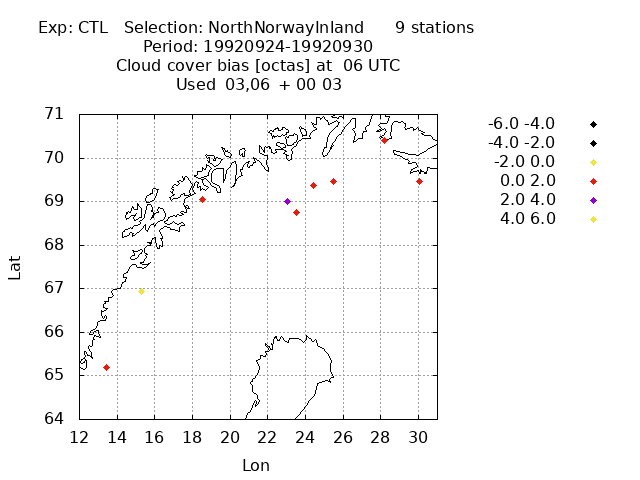 Exp: CTL   Selection: NorthNorwayInland      9 stations
Period: 19920924-19920930
Cloud cover bias [octas] at  06 UTC
Used  03,06  + 00 03
71
70
69
68
67
66
65
64
12 14 16 18 20 22 24 26 28 30
Lat
Lon
-6.0 -4.0
-4.0 -2.0
-2.0 0.0
0.0 2.0
2.0 4.0
4.0 6.0